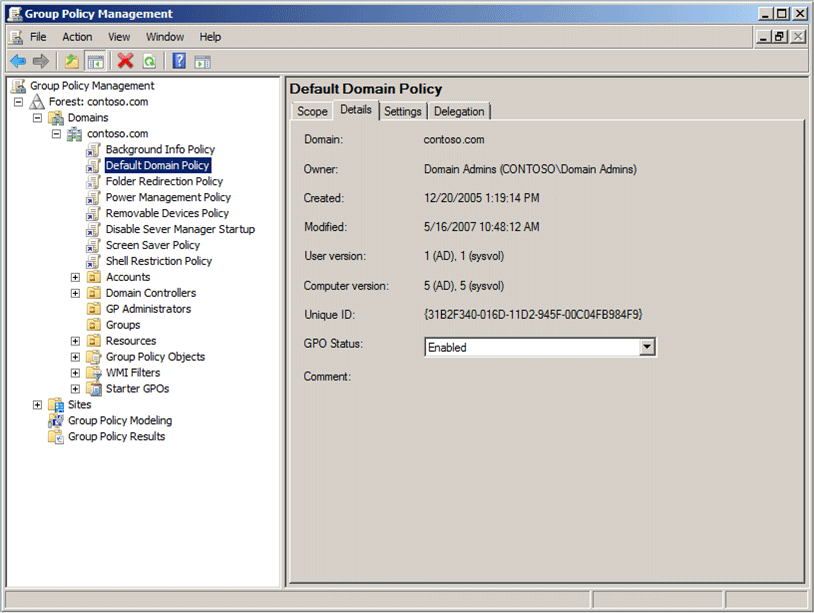 Group Policy Management
File Action View Window Help
Group Policy Management
Forest: contoso.com
Domains
contoso.com
Background Info Policy
Default Domain Policy
Folder Redirection Policy
Power Management Policy
Removable Devices Policy
Disable Sever Manager Startup
Screen Saver Policy
Shell Restriction Policy
Accounts
Domain Controllers
GP Administrators
Groups
Resources
Group Policy Objects
WMI Filters
Starter GPOs
Sites
Group Policy Modeling
Group Policy Results
Default Domain Policy
Scope Details Settings Delegation
Domain: contoso.com
Owner: Domain Admins (CONTOSO\Domain Admins)
Created: 12/20/2005 1:19:14 PM
Modified: 5/16/2007 10:48:12 AM
User version: 1 (AD), 1 (sysvol)
Computer version: 5 (AD), 5 (sysvol)
Unique ID: {31B2F340-016D-11D2-945F-00C04FB984F9}
GPO Status: Enabled
Comment: